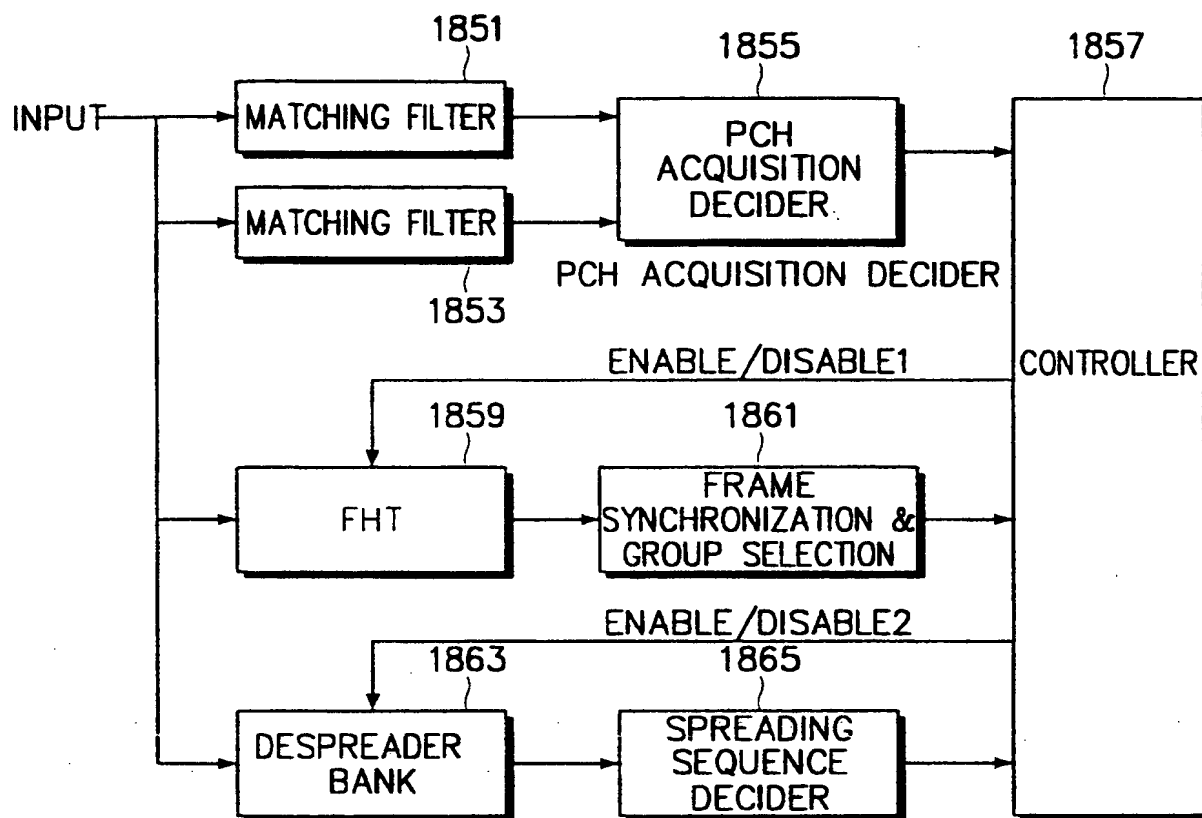 1851
1855
1857
INPUT
MATCHING FILTER
PCH
ACQUISITION
DECIDER
MATCHING FILTER
1853
PCH ACQUISITION DECIDER
ENABLE/DISABLE1
CONTROLLER
1859
1861
FHT
FRAME
SYNCHRONIZATION &
GROUP SELECTION
ENABLE/DISABLE2
1863
1865
DESPREADER
BANK
SPREADING
SEQUENCE
DECIDER